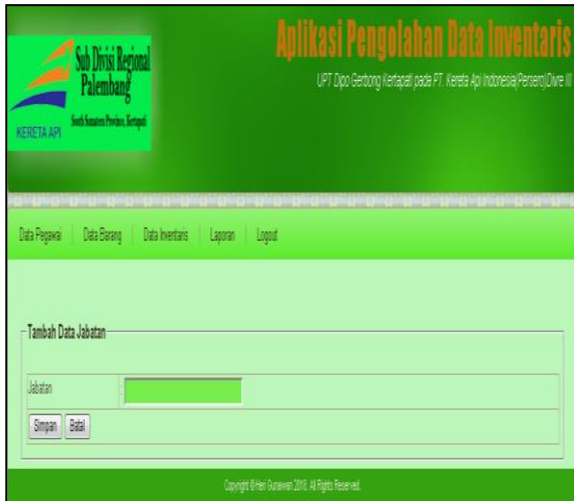 Sub Divisi Regional
Palembang
South Sumatera Province, Kertapati
KERETA API
Aplikasi Pengolahan Data Inventaris
UPT Dipo Gerbong Kertapati pada PT. Kereta Api Indonesia(Persero)Divre III
Data Pegawai Data Barang Data Inventaris Laporan Logout
Tambah Data Jabatan
Jabatan :
Simpan Batal
Copyright © Heri Gunawan 2010. All Rights Reserved.